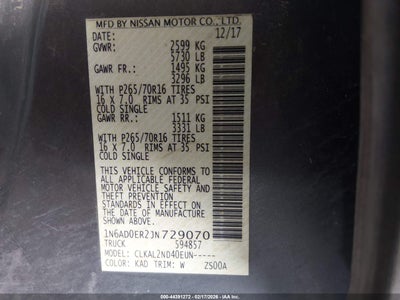 MFD BY NISSAN MOTOR CO., LTD.
DATE: 12/17
GVWR: 2599 KG
5730 LB
GAWR FR.: 1495 KG
3296 LB
WITH P265/70R16 TIRES
16 X 7.0 RIMS AT 35 PSI
COLD SINGLE
GAWR RR.: 1511 KG
3331 LB
WITH P265/70R16 TIRES
16 X 7.0 RIMS AT 35 PSI
COLD SINGLE
THIS VEHICLE CONFORMS
TO ALL APPLICABLE FEDERAL
MOTOR VEHICLE SAFETY
AND THEFT PREVENTION
STANDARDS IN EFFECT ON
THE DATE OF MANUFACTURE
SHOWN ABOVE.
1N6AD0ER2JN729070
TRUCK 594857
MODEL: CLKAL2ND40EUN-----
COLOR: KAD TRIM: W 2500A
STOCK: 44391272 - 02/17/2026 - IAA Inc.